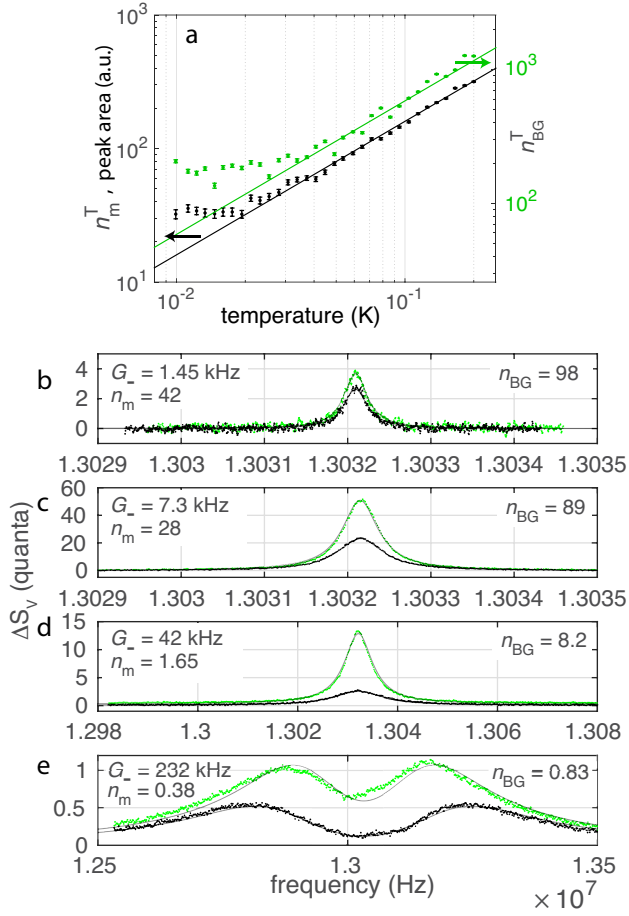 a
10³
10²
10¹
n_m^T , peak area (a.u.)
10³
10²
n_BG^T
10⁻² 10⁻¹
temperature (K)
b
G₋ = 1.45 kHz
n_m = 42
n_BG = 98
4
2
0
1.3029 1.303 1.3031 1.3032 1.3033 1.3034 1.3035
c
G₋ = 7.3 kHz
n_m = 28
n_BG = 89
60
40
20
0
1.3029 1.303 1.3031 1.3032 1.3033 1.3034 1.3035
ΔS_v (quanta)
d
G₋ = 42 kHz
n_m = 1.65
n_BG = 8.2
15
10
5
0
1.298 1.3 1.302 1.304 1.306 1.308
e
G₋ = 232 kHz
n_m = 0.38
n_BG = 0.83
1
0.5
0
1.25 1.3 1.35
frequency (Hz)
× 10⁷